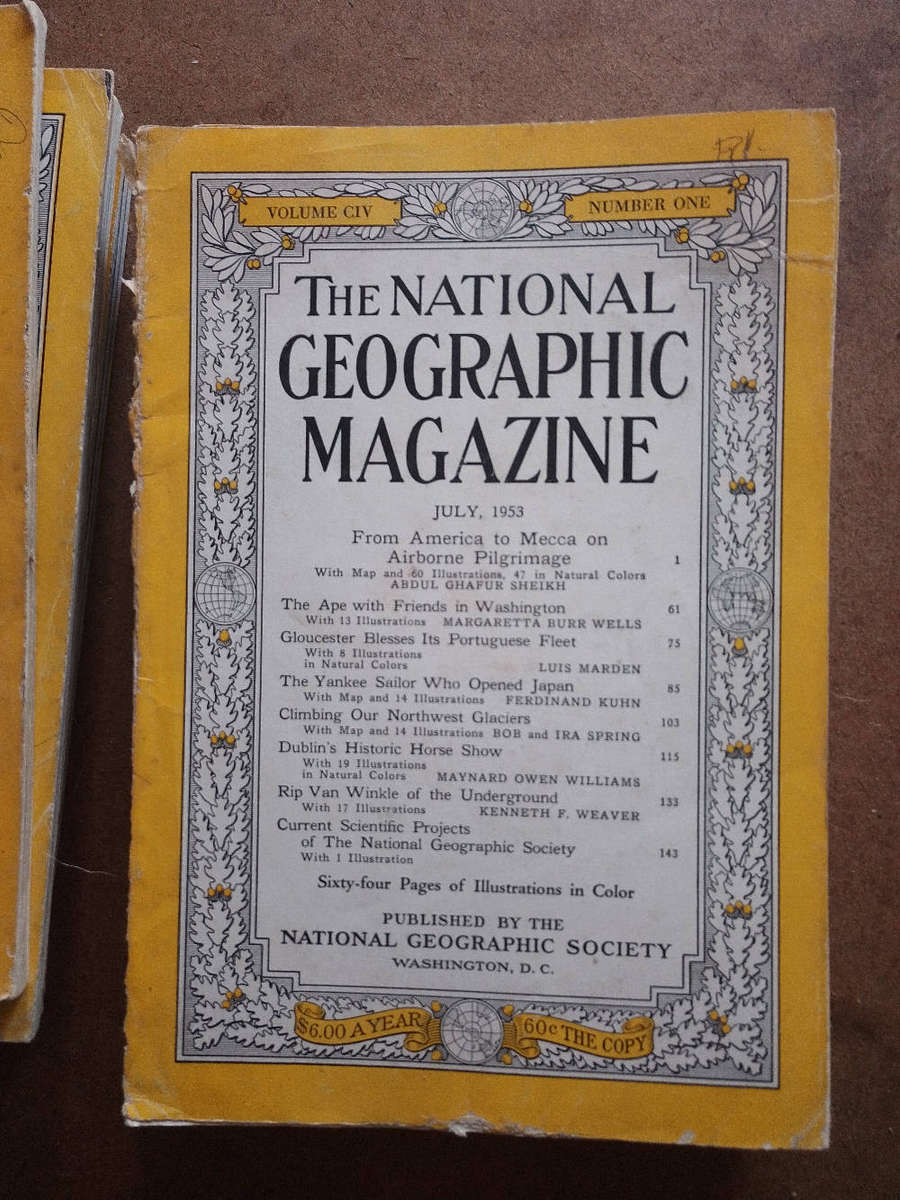 VOLUME CIV
NUMBER ONE
THE NATIONAL
GEOGRAPHIC
MAGAZINE
JULY, 1953
From America to Mecca on
Airborne Pilgrimage 1
With Map and 60 Illustrations, 47 in Natural Colors
ABDUL GHAFUR SHEIKH
The Ape with Friends in Washington 61
With 13 Illustrations MARGARETTA BURR WELLS
Gloucester Blesses Its Portuguese Fleet 75
With 8 Illustrations
in Natural Colors LUIS MARDEN
The Yankee Sailor Who Opened Japan 85
With Map and 14 Illustrations FERDINAND KUHN
Climbing Our Northwest Glaciers 103
With Map and 14 Illustrations BOB and IRA SPRING
Dublin's Historic Horse Show 115
With 19 Illustrations
in Natural Colors MAYNARD OWEN WILLIAMS
Rip Van Winkle of the Underground 133
With 17 Illustrations KENNETH F. WEAVER
Current Scientific Projects
of The National Geographic Society 143
With 1 Illustration
Sixty-four Pages of Illustrations in Color
PUBLISHED BY THE
NATIONAL GEOGRAPHIC SOCIETY
WASHINGTON, D. C.
$6.00 A YEAR
60c THE COPY